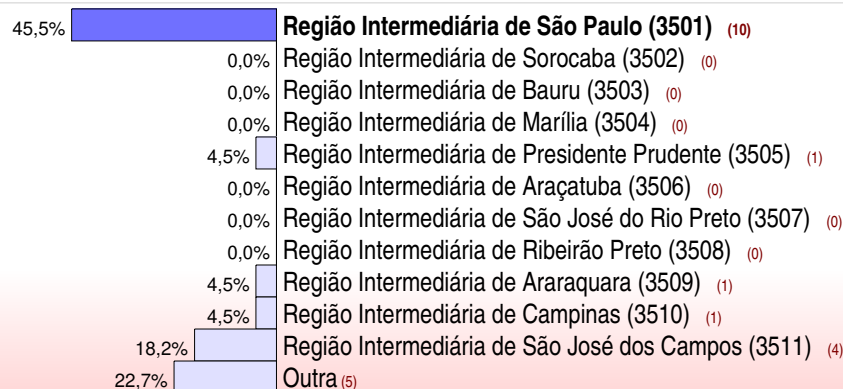 45,5% Região Intermediária de São Paulo (3501) (10)
0,0% Região Intermediária de Sorocaba (3502) (0)
0,0% Região Intermediária de Bauru (3503) (0)
0,0% Região Intermediária de Marília (3504) (0)
4,5% Região Intermediária de Presidente Prudente (3505) (1)
0,0% Região Intermediária de Araçatuba (3506) (0)
0,0% Região Intermediária de São José do Rio Preto (3507) (0)
0,0% Região Intermediária de Ribeirão Preto (3508) (0)
4,5% Região Intermediária de Araraquara (3509) (1)
4,5% Região Intermediária de Campinas (3510) (1)
18,2% Região Intermediária de São José dos Campos (3511) (4)
22,7% Outra (5)